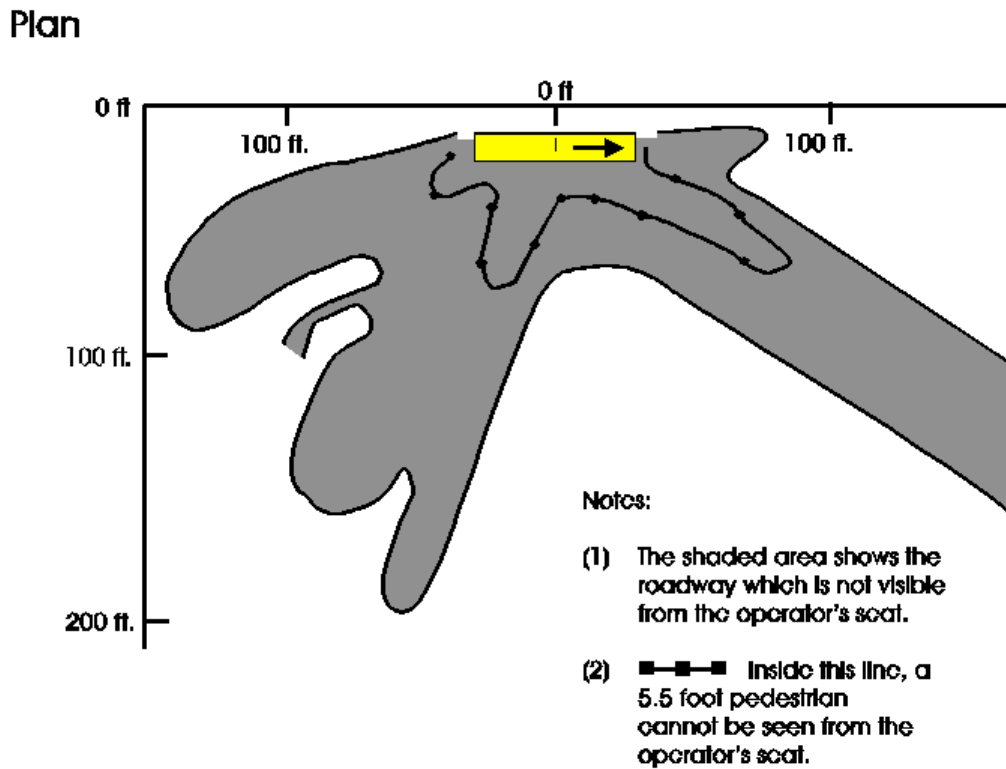 Plan
0 ft
0 ft
100 ft.
100 ft.
100 ft.
200 ft.
Notes:
(1) The shaded area shows the
roadway which is not visible
from the operator's seat.
(2) Inside this line, a
5.5 foot pedestrian
cannot be seen from the
operator's seat.